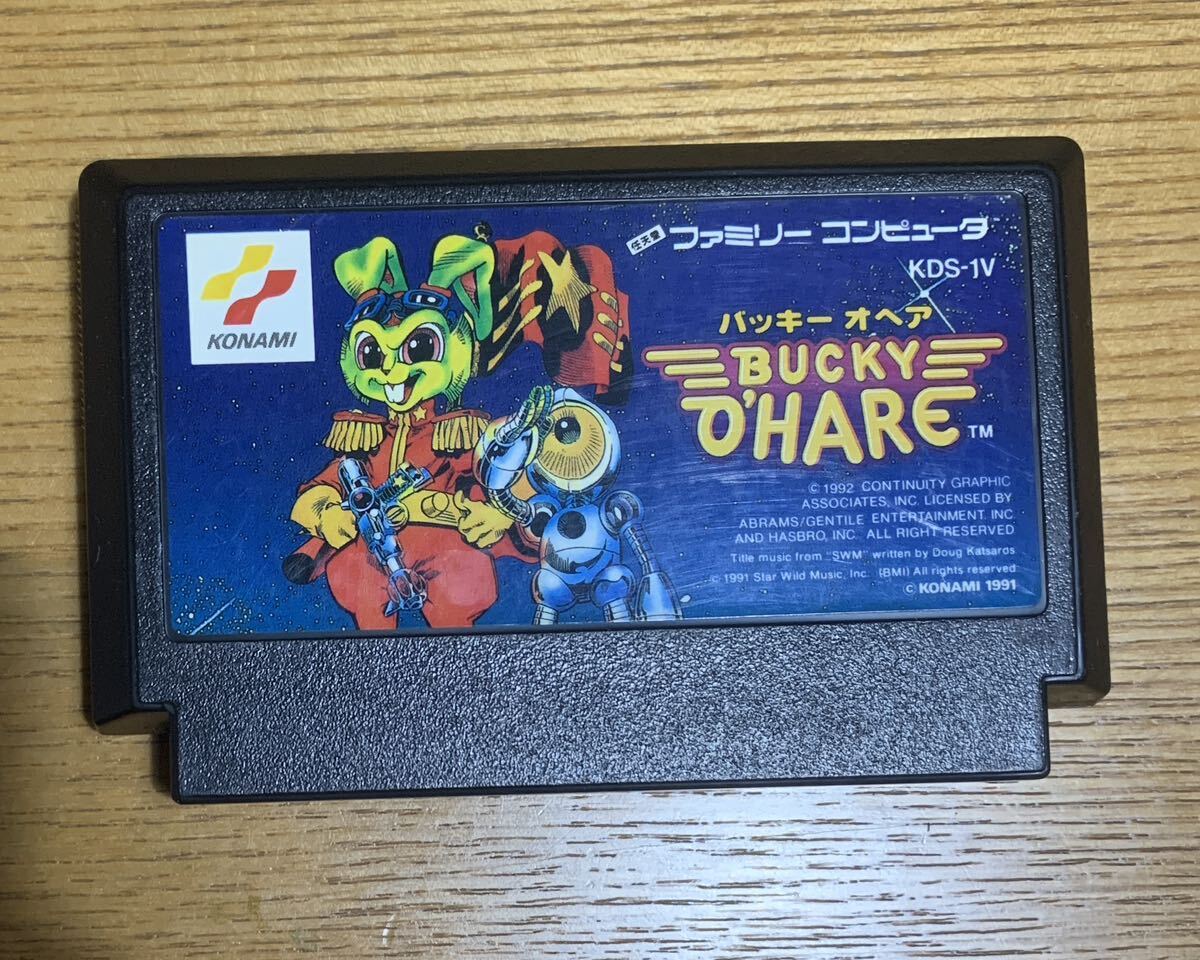 KONAMI
任天堂 ファミリー コンピュータ
KDS-1V
バッキー オヘア
BUCKY
O'HARE TM
© 1992 CONTINUITY GRAPHIC
ASSOCIATES, INC. LICENSED BY
ABRAMS/GENTILE ENTERTAINMENT INC
AND HASBRO, INC. ALL RIGHT RESERVED
Title music from "SWM" written by Doug Katsaros
© 1991 Star Wild Music, Inc. (BMI) All rights reserved
© KONAMI 1991